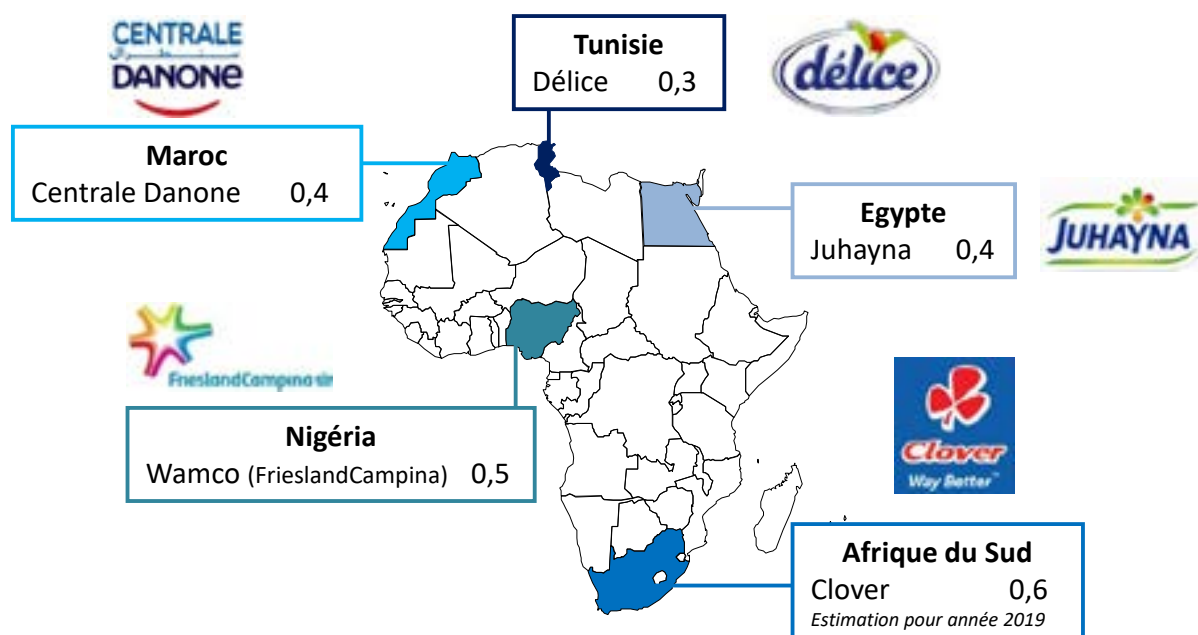 CENTRALE
DANONE
Tunisie
Délice 0,3
délice
Maroc
Centrale Danone 0,4
Egypte
Juhayna 0,4
JUHAYNA
FrieslandCampina
Nigéria
Wamco (FrieslandCampina) 0,5
Clover
Way Better™
Afrique du Sud
Clover 0,6
Estimation pour année 2019